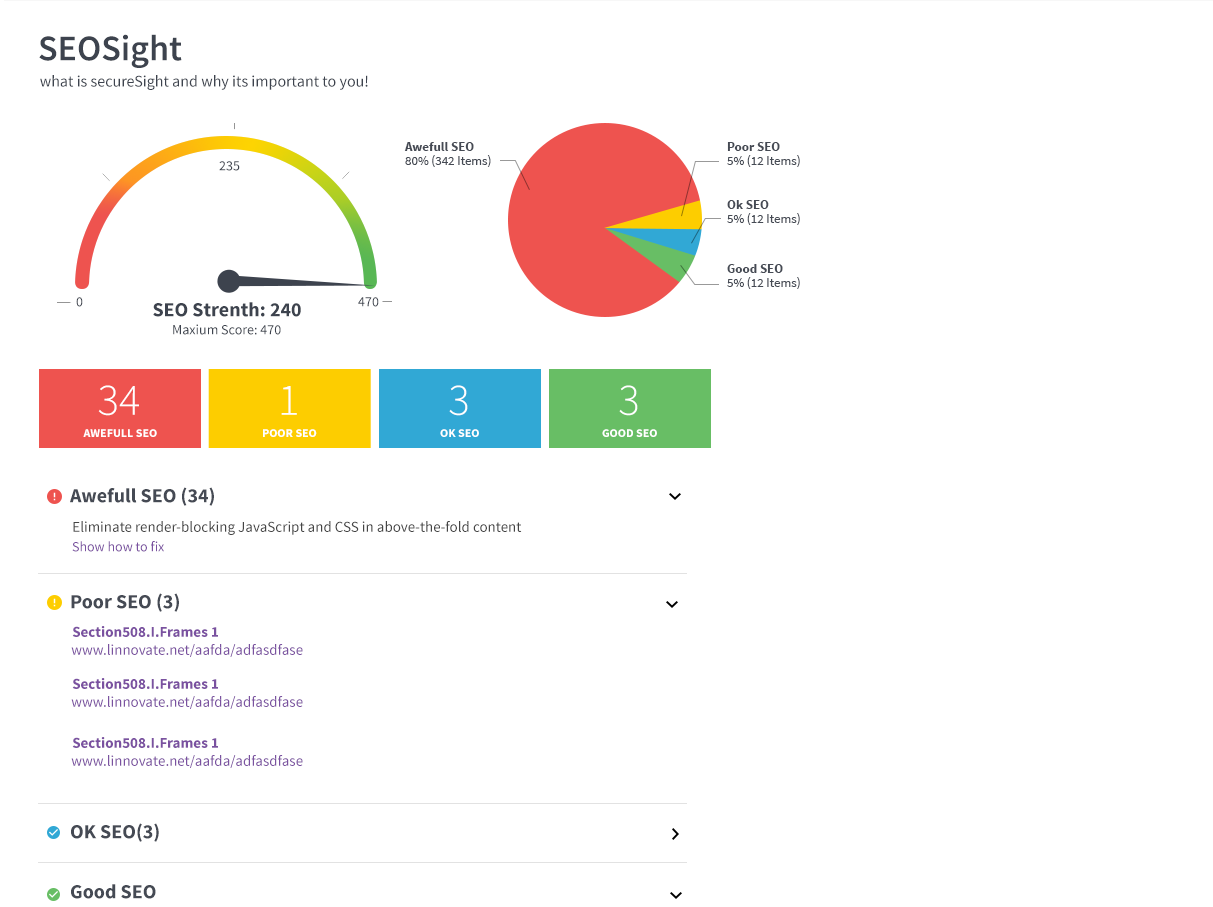 SEOSight
what is secureSight and why its important to you!
235
0
470
SEO Strenth: 240
Maxium Score: 470
Awefull SEO
80% (342 Items)
Poor SEO
5% (12 Items)
Ok SEO
5% (12 Items)
Good SEO
5% (12 Items)
34
AWEFULL SEO
1
POOR SEO
3
OK SEO
3
GOOD SEO
Awefull SEO (34)
Eliminate render-blocking JavaScript and CSS in above-the-fold content
Show how to fix
Poor SEO (3)
Section508.I.Frames 1
www.linnovate.net/aafda/adfasdfase
Section508.I.Frames 1
www.linnovate.net/aafda/adfasdfase
Section508.I.Frames 1
www.linnovate.net/aafda/adfasdfase
OK SEO(3)
Good SEO